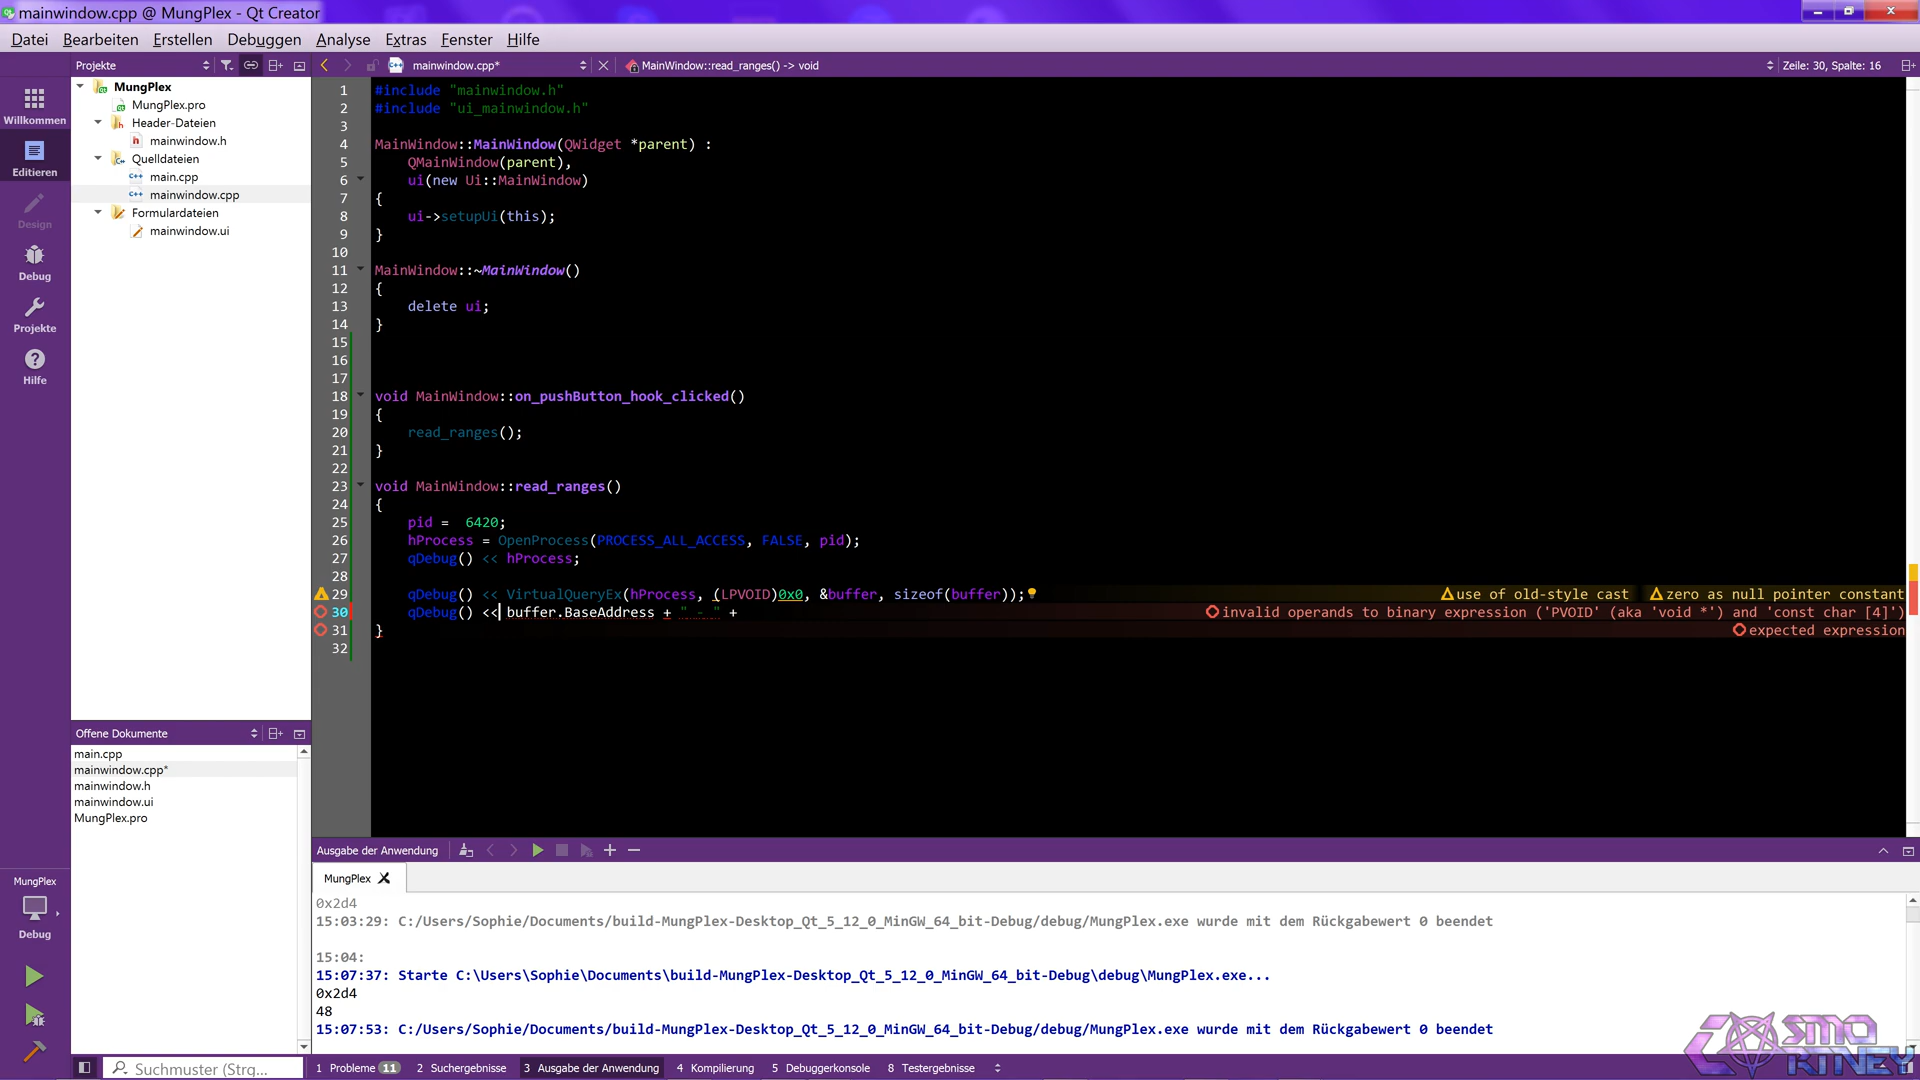 mainwindow.cpp @ MungPlex - Qt Creator
Datei Bearbeiten Erstellen Debuggen Analyse Extras Fenster Hilfe
Projekte
mainwindow.cpp*
MainWindow::read_ranges() -> void
Zeile: 30, Spalte: 16
Willkommen
Editieren
Design
Debug
Projekte
Hilfe
MungPlex
MungPlex.pro
Header-Dateien
mainwindow.h
Quelldateien
main.cpp
mainwindow.cpp
Formulardateien
mainwindow.ui
1 #include "mainwindow.h"
2 #include "ui_mainwindow.h"
3
4 MainWindow::MainWindow(QWidget *parent) :
5     QMainWindow(parent),
6     ui(new Ui::MainWindow)
7 {
8     ui->setupUi(this);
9 }
10
11 MainWindow::~MainWindow()
12 {
13     delete ui;
14 }
15
16
17
18 void MainWindow::on_pushButton_hook_clicked()
19 {
20     read_ranges();
21 }
22
23 void MainWindow::read_ranges()
24 {
25     pid =  6420;
26     hProcess = OpenProcess(PROCESS_ALL_ACCESS, FALSE, pid);
27     qDebug() << hProcess;
28
29     qDebug() << VirtualQueryEx(hProcess, (LPVOID)0x0, &buffer, sizeof(buffer)); use of old-style cast zero as null pointer constant
30     qDebug() << buffer.BaseAddress + " - " + invalid operands to binary expression ('PVOID' (aka 'void *') and 'const char [4]')
31 } expected expression
32
Offene Dokumente
main.cpp
mainwindow.cpp*
mainwindow.h
mainwindow.ui
MungPlex.pro
MungPlex
Debug
Ausgabe der Anwendung
MungPlex
0x2d4
15:03:29: C:/Users/Sophie/Documents/build-MungPlex-Desktop_Qt_5_12_0_MinGW_64_bit-Debug/debug/MungPlex.exe wurde mit dem Rückgabewert 0 beendet
15:04:
15:07:37: Starte C:\Users\Sophie\Documents\build-MungPlex-Desktop_Qt_5_12_0_MinGW_64_bit-Debug\debug\MungPlex.exe...
0x2d4
48
15:07:53: C:/Users/Sophie/Documents/build-MungPlex-Desktop_Qt_5_12_0_MinGW_64_bit-Debug/debug/MungPlex.exe wurde mit dem Rückgabewert 0 beendet
Suchmuster (Strg...
1 Probleme 11
2 Suchergebnisse
3 Ausgabe der Anwendung
4 Kompilierung
5 Debuggerkonsole
8 Testergebnisse